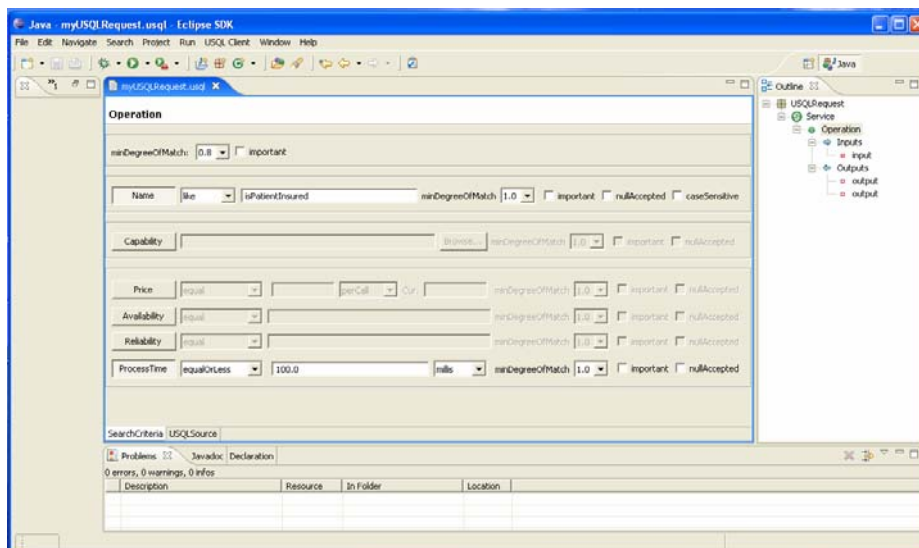 Java - myUSQLRequest.usql - Eclipse SDK
File Edit Navigate Search Project Run USQL Client Window Help
Java
myUSQLRequest.usql
Operation
minDegreeOfMatch: 0.8 important
Name like isPatientInsured minDegreeOfMatch 1.0 important nullAccepted caseSensitive
Capability Browse... minDegreeOfMatch 1.0 important nullAccepted
Price equal perCall Cur: minDegreeOfMatch 1.0 important nullAccepted
Availability equal minDegreeOfMatch 1.0 important nullAccepted
Reliability equal minDegreeOfMatch 1.0 important nullAccepted
ProcessTime equalOrLess 100.0 millis minDegreeOfMatch 1.0 important nullAccepted
SearchCriteria USQLSource
Outline
USQLRequest
Service
Operation
Inputs
input
Outputs
output
output
Problems Javadoc Declaration
0 errors, 0 warnings, 0 infos
Description Resource In Folder Location